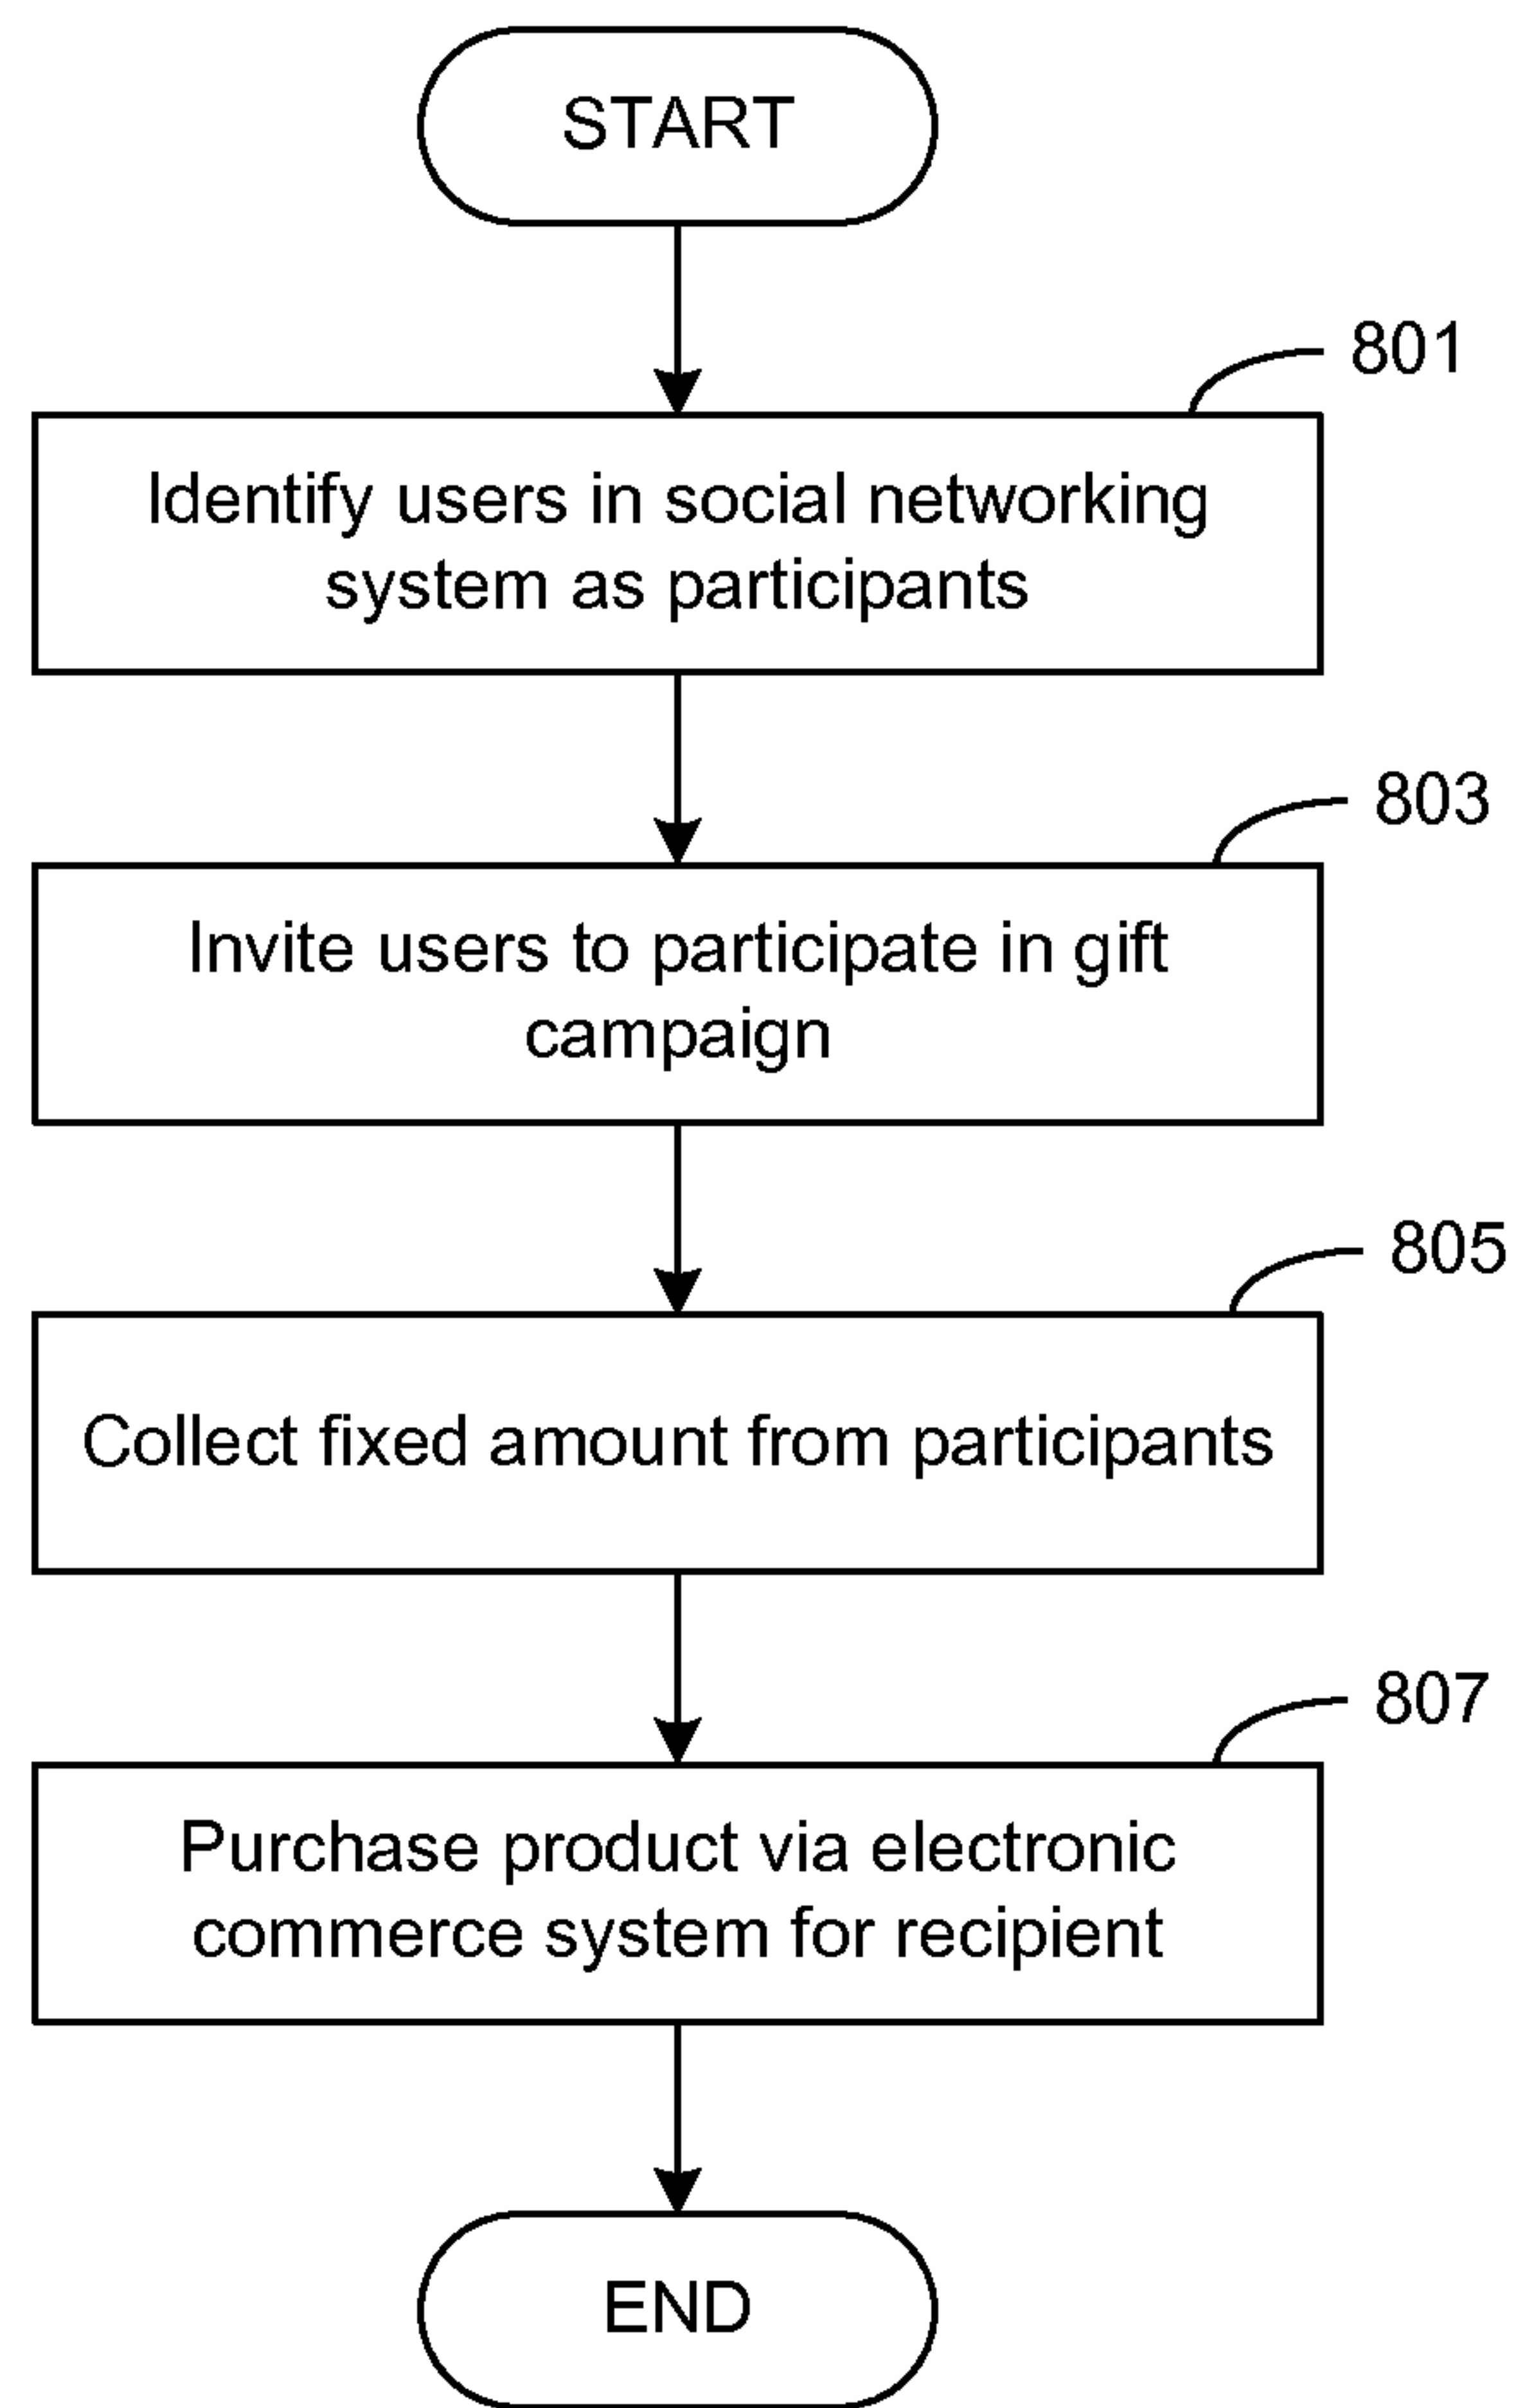 START
801
Identify users in social networking
system as participants
803
Invite users to participate in gift
campaign
805
Collect fixed amount from participants
807
Purchase product via electronic
commerce system for recipient
END